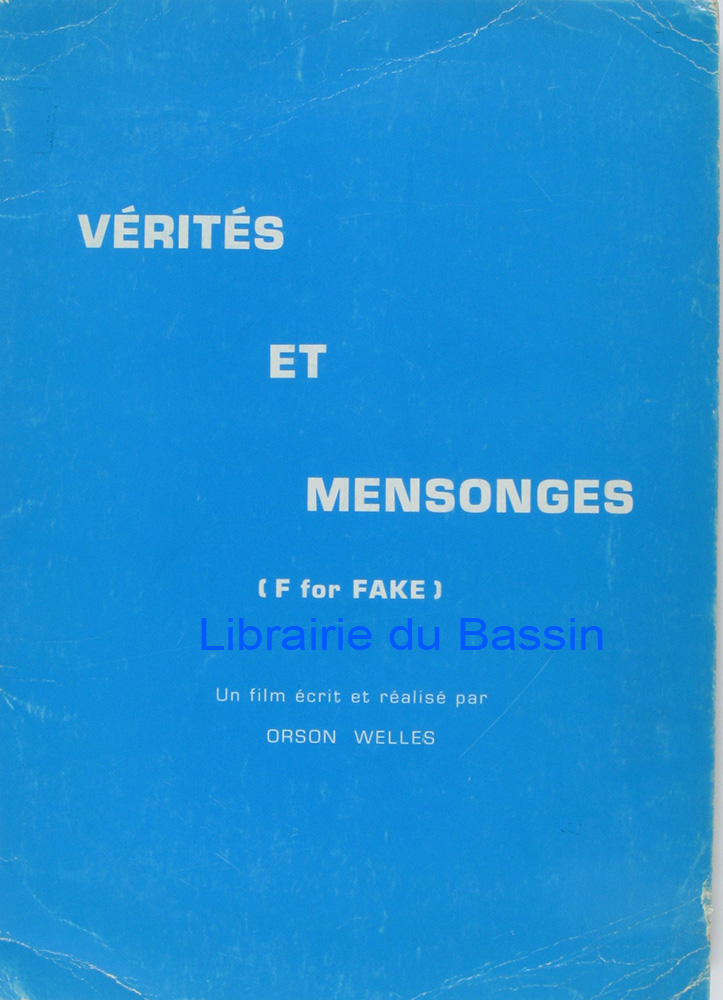 VÉRITÉS
ET
MENSONGES
(F for FAKE)
Librairie du Bassin
Un film écrit et réalisé par
ORSON WELLES